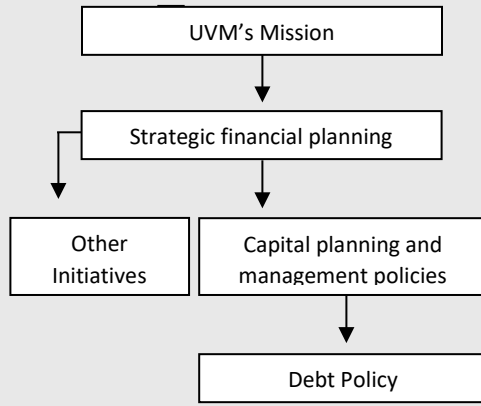 UVM’s Mission
Strategic financial planning
Other
Initiatives
Capital planning and
management policies
Debt Policy